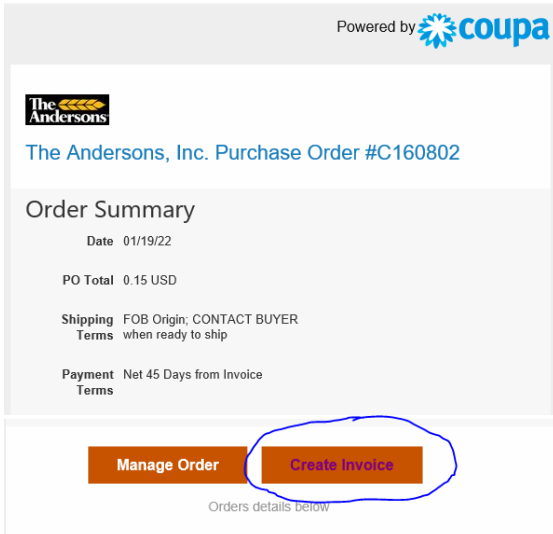 Powered by coupa
The Andersons
The Andersons, Inc. Purchase Order #C160802
Order Summary
Date 01/19/22
PO Total 0.15 USD
Shipping Terms FOB Origin; CONTACT BUYER
when ready to ship
Payment Terms Net 45 Days from Invoice
Manage Order Create Invoice
Orders details below